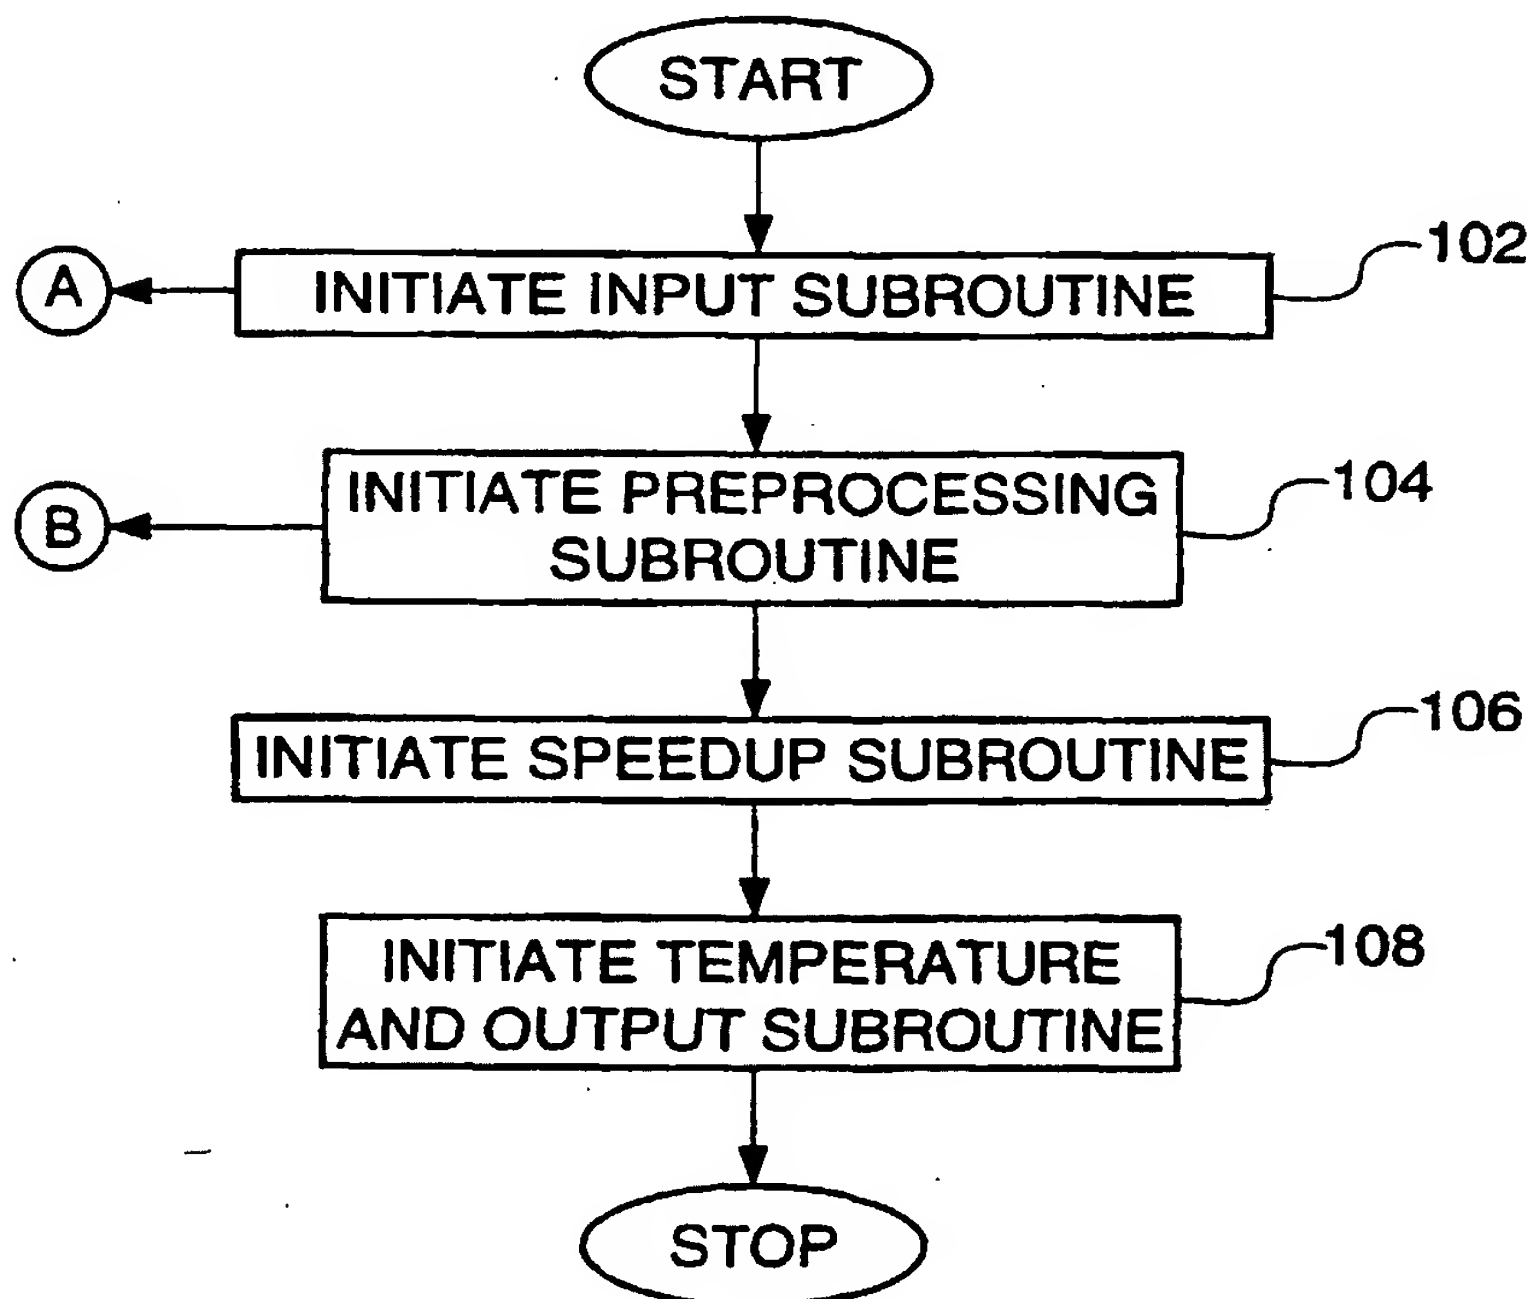 START
102
A
INITIATE INPUT SUBROUTINE
104
B
INITIATE PREPROCESSING
SUBROUTINE
106
INITIATE SPEEDUP SUBROUTINE
108
INITIATE TEMPERATURE
AND OUTPUT SUBROUTINE
STOP